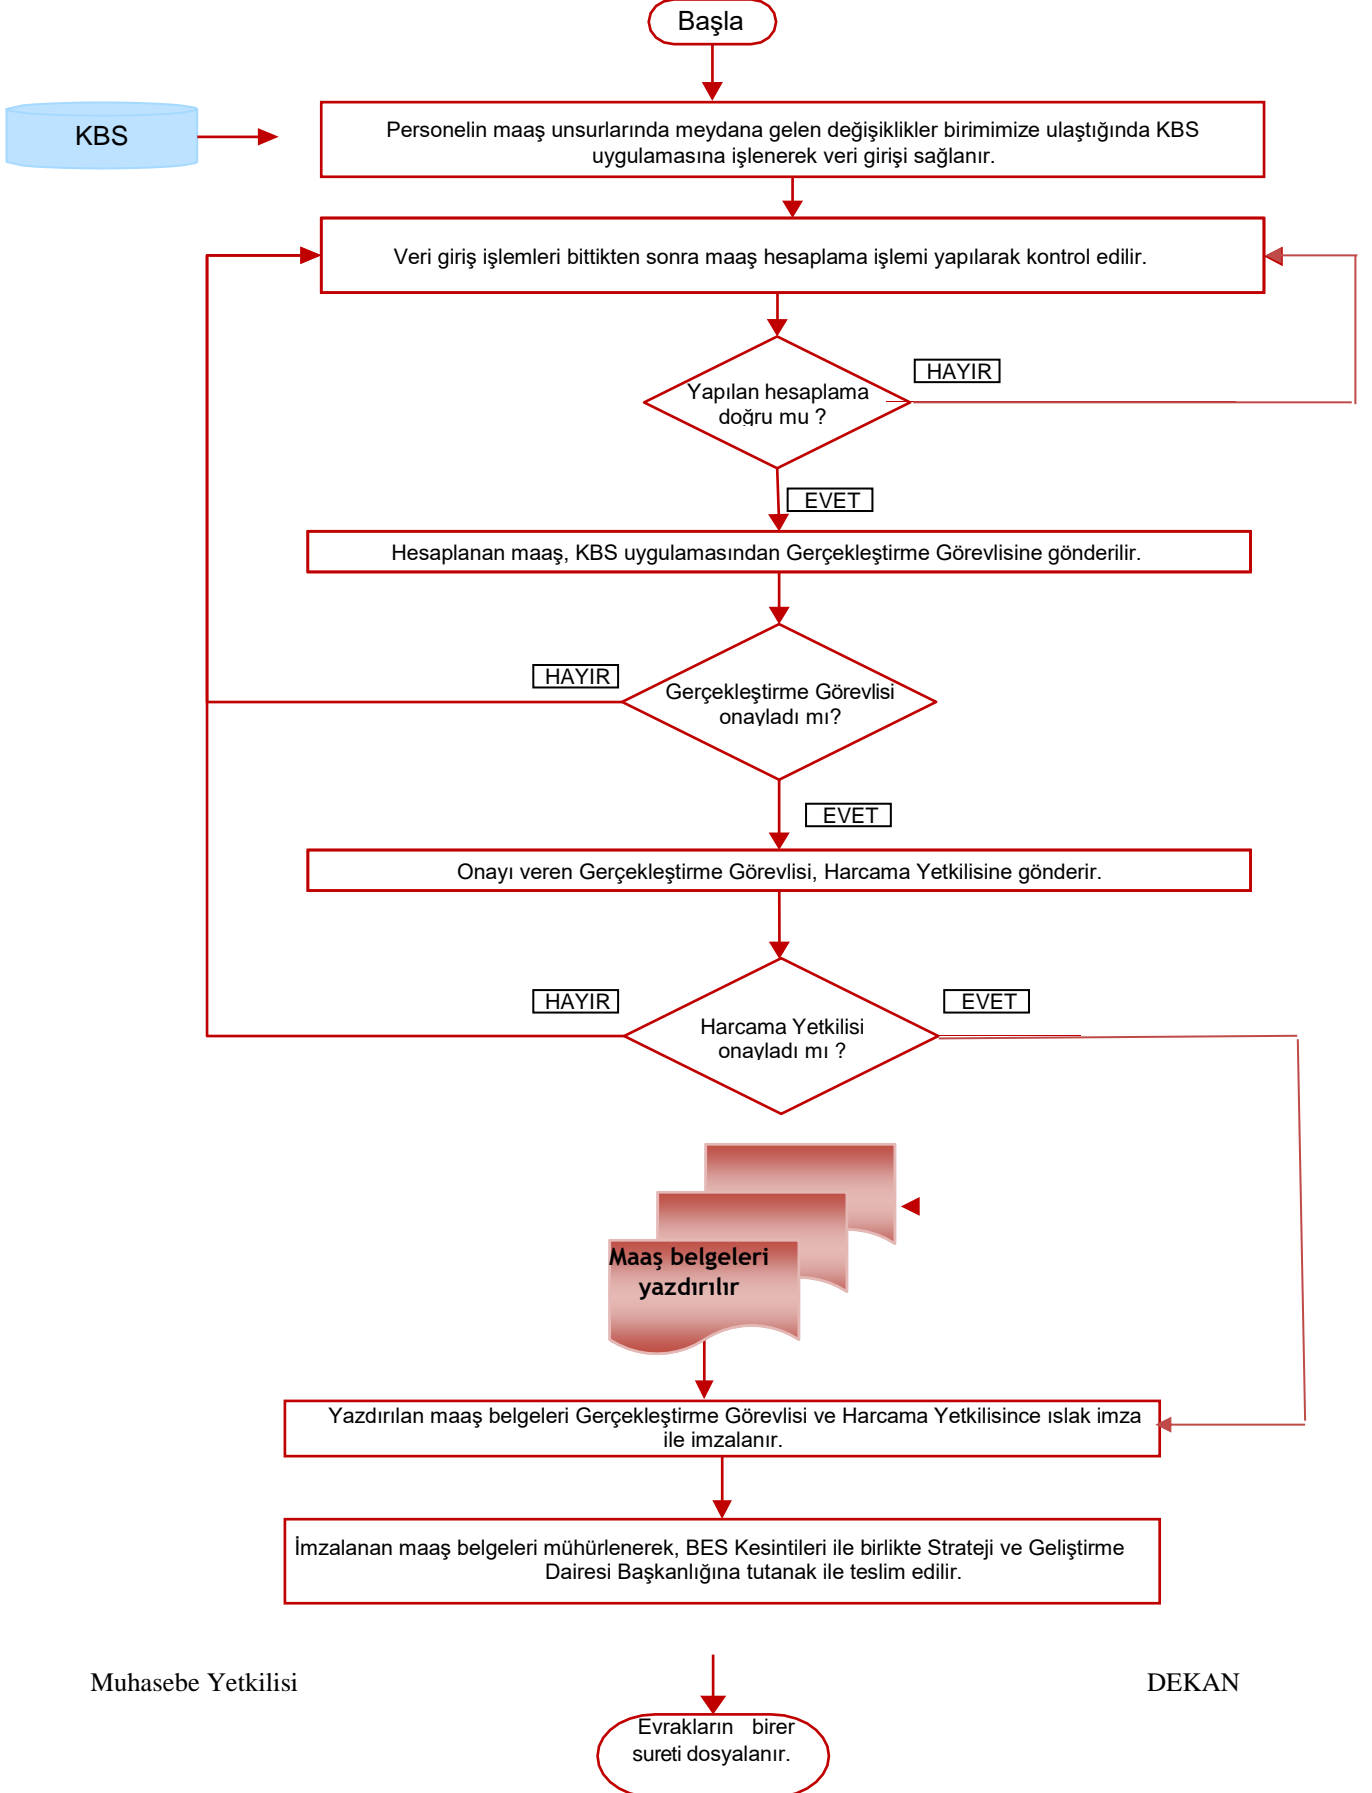 Başla
KBS
Personelin maaş unsurlarında meydana gelen değişiklikler birimimize ulaştığında KBS
uygulamasına işlenerek veri girişi sağlanır.
Veri giriş işlemleri bittikten sonra maaş hesaplama işlemi yapılarak kontrol edilir.
HAYIR
Yapılan hesaplama
doğru mu ?
EVET
Hesaplanan maaş, KBS uygulamasından Gerçekleştirme Görevlisine gönderilir.
HAYIR
Gerçekleştirme Görevlisi
onayladı mı?
EVET
Onayı veren Gerçekleştirme Görevlisi, Harcama Yetkilisine gönderir.
HAYIR
EVET
Harcama Yetkilisi
onayladı mı ?
Maaş belgeleri
yazdırılır
Yazdırılan maaş belgeleri Gerçekleştirme Görevlisi ve Harcama Yetkilisince ıslak imza
ile imzalanır.
İmzalanan maaş belgeleri mühürlenerek, BES Kesintileri ile birlikte Strateji ve Geliştirme
Dairesi Başkanlığına tutanak ile teslim edilir.
Muhasebe Yetkilisi
DEKAN
Evrakların birer
sureti dosyalanır.